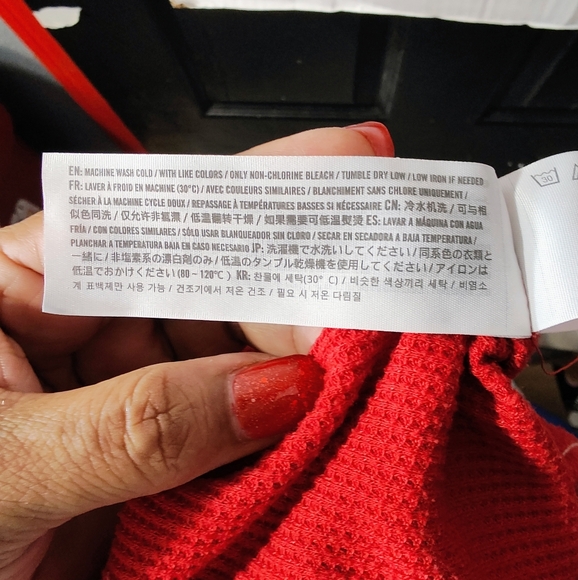 EN: MACHINE WASH COLD / WITH LIKE COLORS / ONLY NON-CHLORINE BLEACH / TUMBLE DRY LOW / LOW IRON IF NEEDED
FR: LAVER À FROID EN MACHINE (30°C) / AVEC COULEURS SIMILAIRES / BLANCHIMENT SANS CHLORE UNIQUEMENT /
SÉCHER À LA MACHINE CYCLE DOUX / REPASSAGE À TEMPÉRATURES BASSES SI NÉCESSAIRE CN: 冷水机洗 / 可与相
似色同洗 / 仅允许非氯漂 / 低温翻转干燥 / 如果需要可低温熨烫 ES: LAVAR A MÁQUINA CON AGUA
FRÍA / CON COLORES SIMILARES / SÓLO USAR BLANQUEADOR SIN CLORO / SECAR EN SECADORA A BAJA TEMPERATURA /
PLANCHAR A TEMPERATURA BAJA EN CASO NECESARIO JP: 洗濯機で水洗いしてください / 同系色の衣類と
一緒に / 非塩素系の漂白剤のみ / 低温のタンブル乾燥機を使用してください / アイロンは
低温でおかけください (80-120℃) KR: 찬물에 세탁(30° C) / 비슷한 색상끼리 세탁 / 비염소
계 표백제만 사용 가능 / 건조기에서 저온 건조 / 필요 시 저온 다림질
30